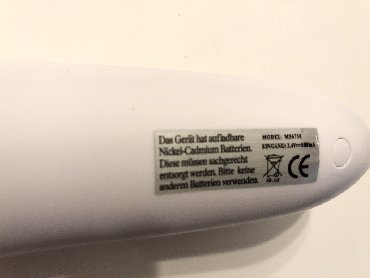 Das Gerät hat aufladbare
Nickel-Cadmium Batterien.
Diese müssen sachgerecht
entsorgt werden. Bitte keine
anderen Batterien verwenden.
MODEL:
EINGANG:
CE